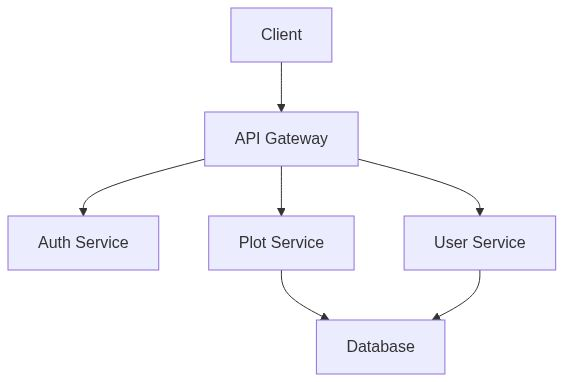 Client
API Gateway
Auth Service
Plot Service
User Service
Database